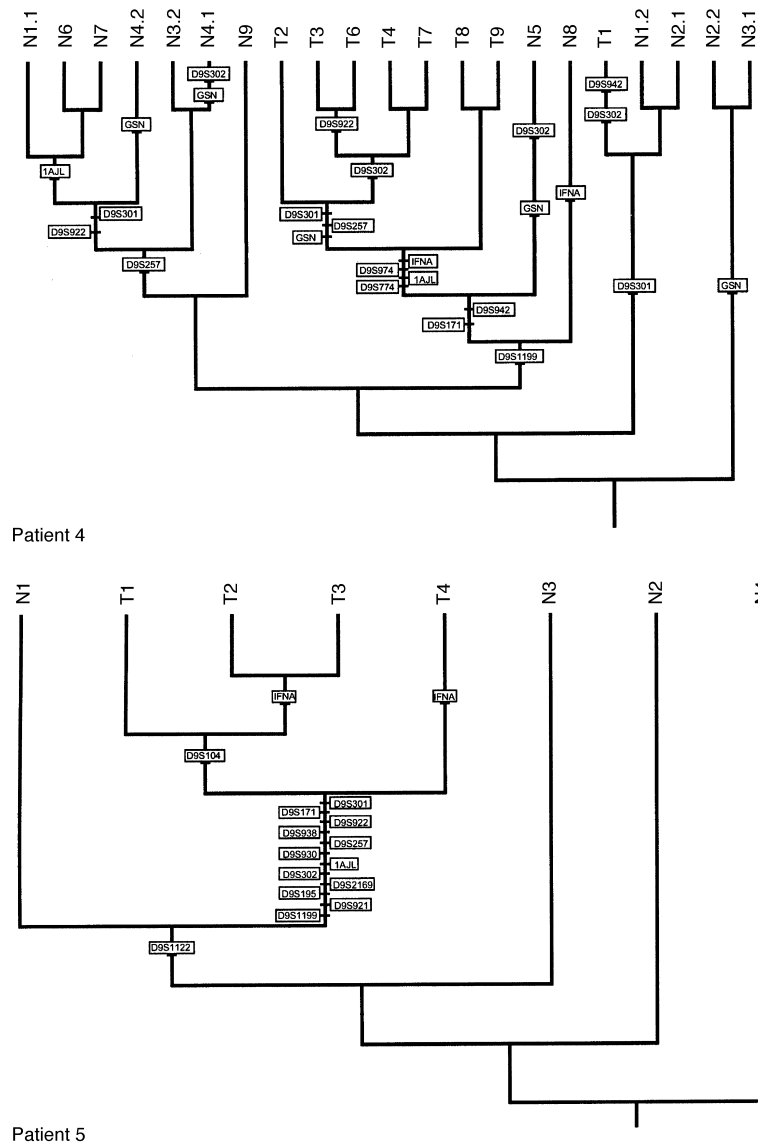 N1.1 N6 N7 N4.2 N3.2 N4.1 N9 T2 T3 T6 T4 T7 T8 T9 N5 N8 T1 N1.2 N2.1 N2.2 N3.1
D9S302
D9S942
GSN
D9S302
GSN
D9S922
D9S302
1AJL
D9S302
IFNA
GSN
D9S301
D9S301
D9S922
D9S257
GSN
D9S257
IFNA
D9S974
1AJL
D9S774
D9S301
GSN
D9S942
D9S171
D9S1199
Patient 4
N1 T1 T2 T3 T4 N3 N2
IFNA
IFNA
D9S104
D9S301
D9S171
D9S922
D9S938
D9S257
D9S930
1AJL
D9S302
D9S2169
D9S195
D9S921
D9S1199
D9S1122
Patient 5